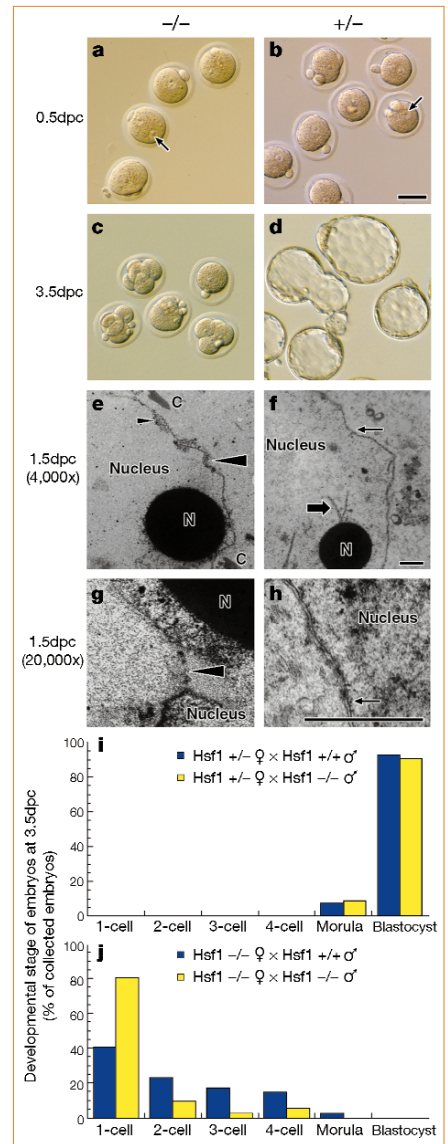 −/− +/−
a b
0.5dpc
c d
3.5dpc
e C f
Nucleus Nucleus
1.5dpc
(4,000x)
N N
C
g N h
Nucleus
1.5dpc
(20,000x)
Nucleus
Developmental stage of embryos at 3.5dpc
(% of collected embryos)
i
100
80
60
40
20
0
Hsf1 +/− ♀ × Hsf1 +/+ ♂
Hsf1 +/− ♀ × Hsf1 −/− ♂
1-cell 2-cell 3-cell 4-cell Morula Blastocyst
j
100
80
60
40
20
0
Hsf1 −/− ♀ × Hsf1 +/+ ♂
Hsf1 −/− ♀ × Hsf1 −/− ♂
1-cell 2-cell 3-cell 4-cell Morula Blastocyst